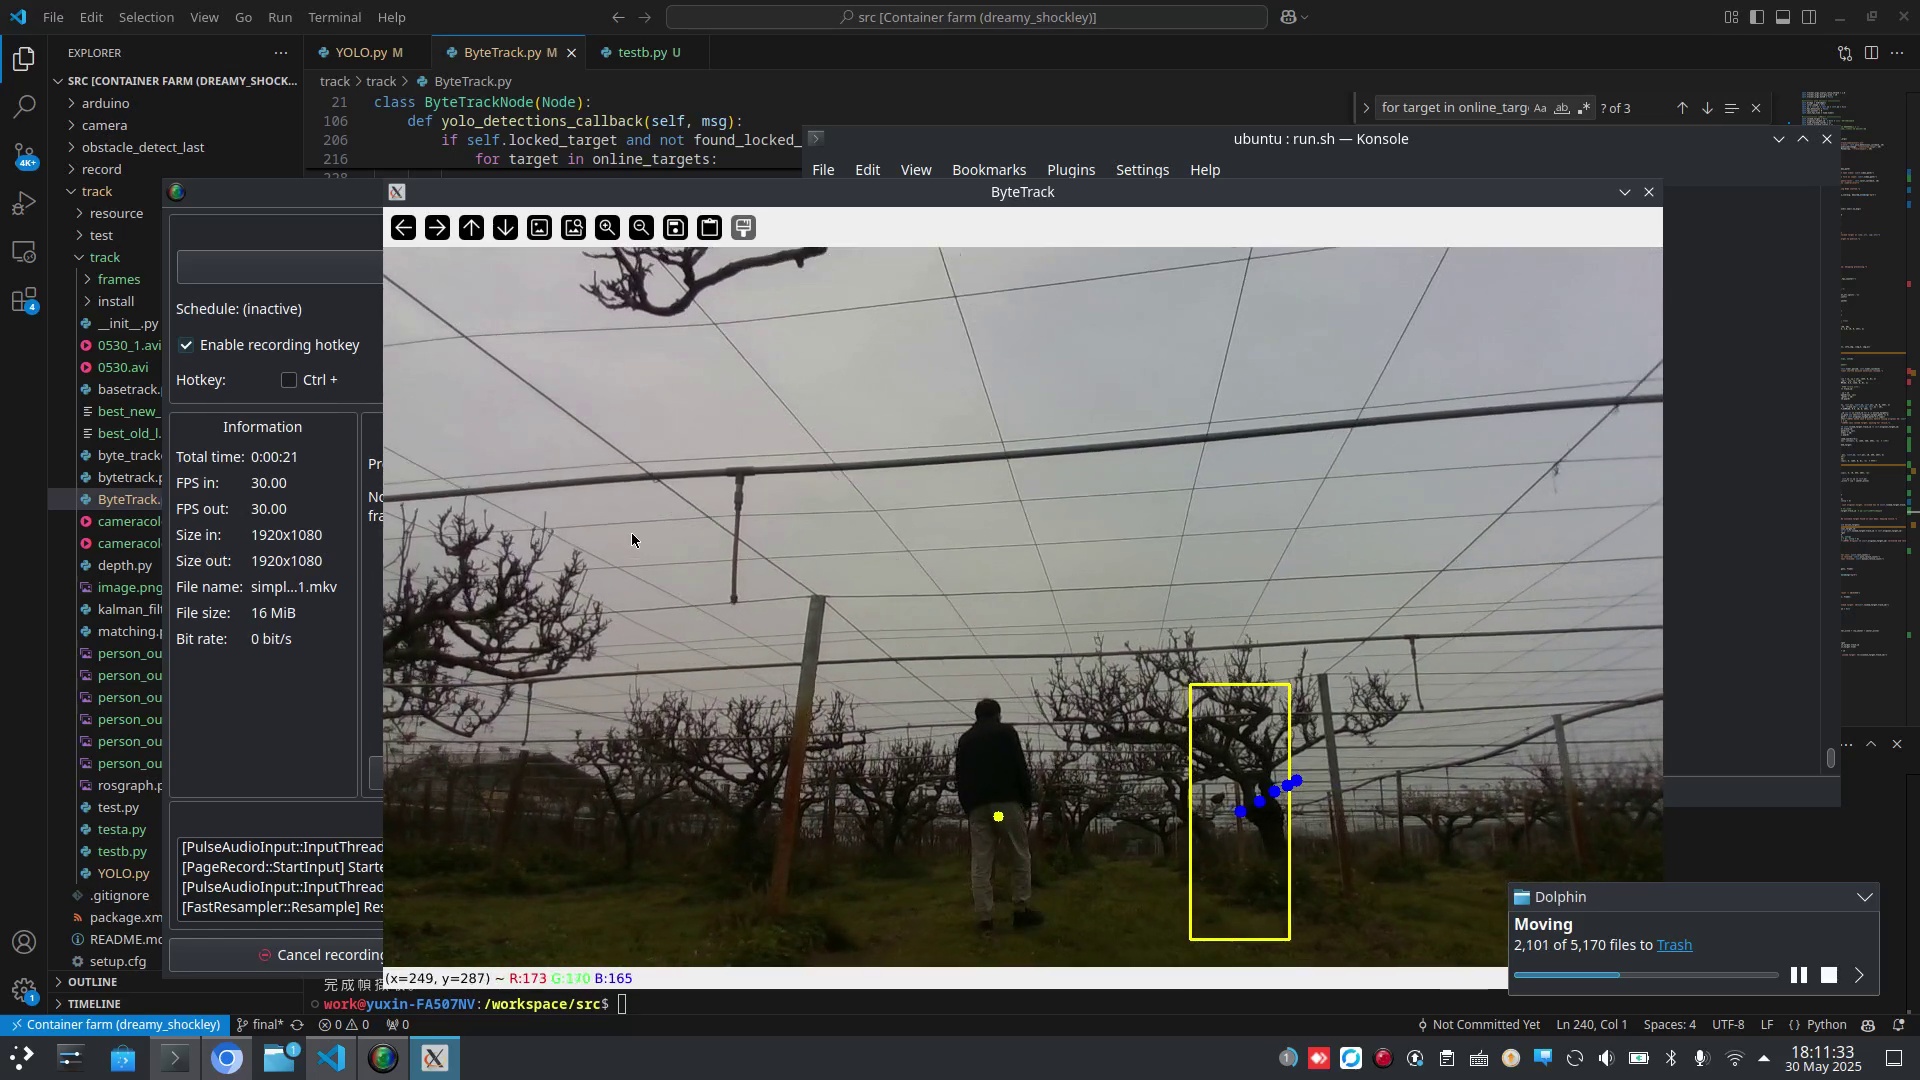 File Edit Selection View Go Run Terminal Help
src [Container farm (dreamy_shockley)]
EXPLORER
YOLO.py M
ByteTrack.py M
testb.py U
SRC [CONTAINER FARM (DREAMY_SHOCK...
track > track > ByteTrack.py
arduino
camera
obstacle_detect_last
record
track
resource
test
track
frames
install
__init__.py
0530_1.avi
0530.avi
basetrack.
best_new_
best_old_l.
byte_track
bytetrack.p
ByteTrack.
cameracol
cameracol
depth.py
image.png
kalman_filt
matching.p
person_ou
person_ou
person_ou
person_ou
person_ou
person_ou
rosgraph.p
test.py
testa.py
testb.py
YOLO.py
.gitignore
package.xm
README.md
setup.cfg
OUTLINE
TIMELINE
4K+
4
1
21 class ByteTrackNode(Node):
106 def yolo_detections_callback(self, msg):
206 if self.locked_target and not found_locked_
216 for target in online_targets:
228
for target in online_targ
Aa ab .*
? of 3
ubuntu : run.sh — Konsole
File Edit View Bookmarks Plugins Settings Help
ByteTrack
Schedule: (inactive)
Enable recording hotkey
Hotkey: Ctrl +
Information
Total time: 0:00:21
FPS in: 30.00
FPS out: 30.00
Size in: 1920x1080
Size out: 1920x1080
File name: simpl...1.mkv
File size: 16 MiB
Bit rate: 0 bit/s
Pr
No
fra
[PulseAudioInput::InputThread
[PageRecord::StartInput] Starte
[PulseAudioInput::InputThread
[FastResampler::Resample] Res
Cancel recording
(x=249, y=287) ~ R:173 G:170 B:165
Dolphin
Moving
2,101 of 5,170 files to Trash
work@yuxin-FA507NV:/workspace/src$
Container farm (dreamy_shockley)
final*
0 0
0
Not Committed Yet
Ln 240, Col 1
Spaces: 4
UTF-8
LF
Python
1
1
18:11:33
30 May 2025